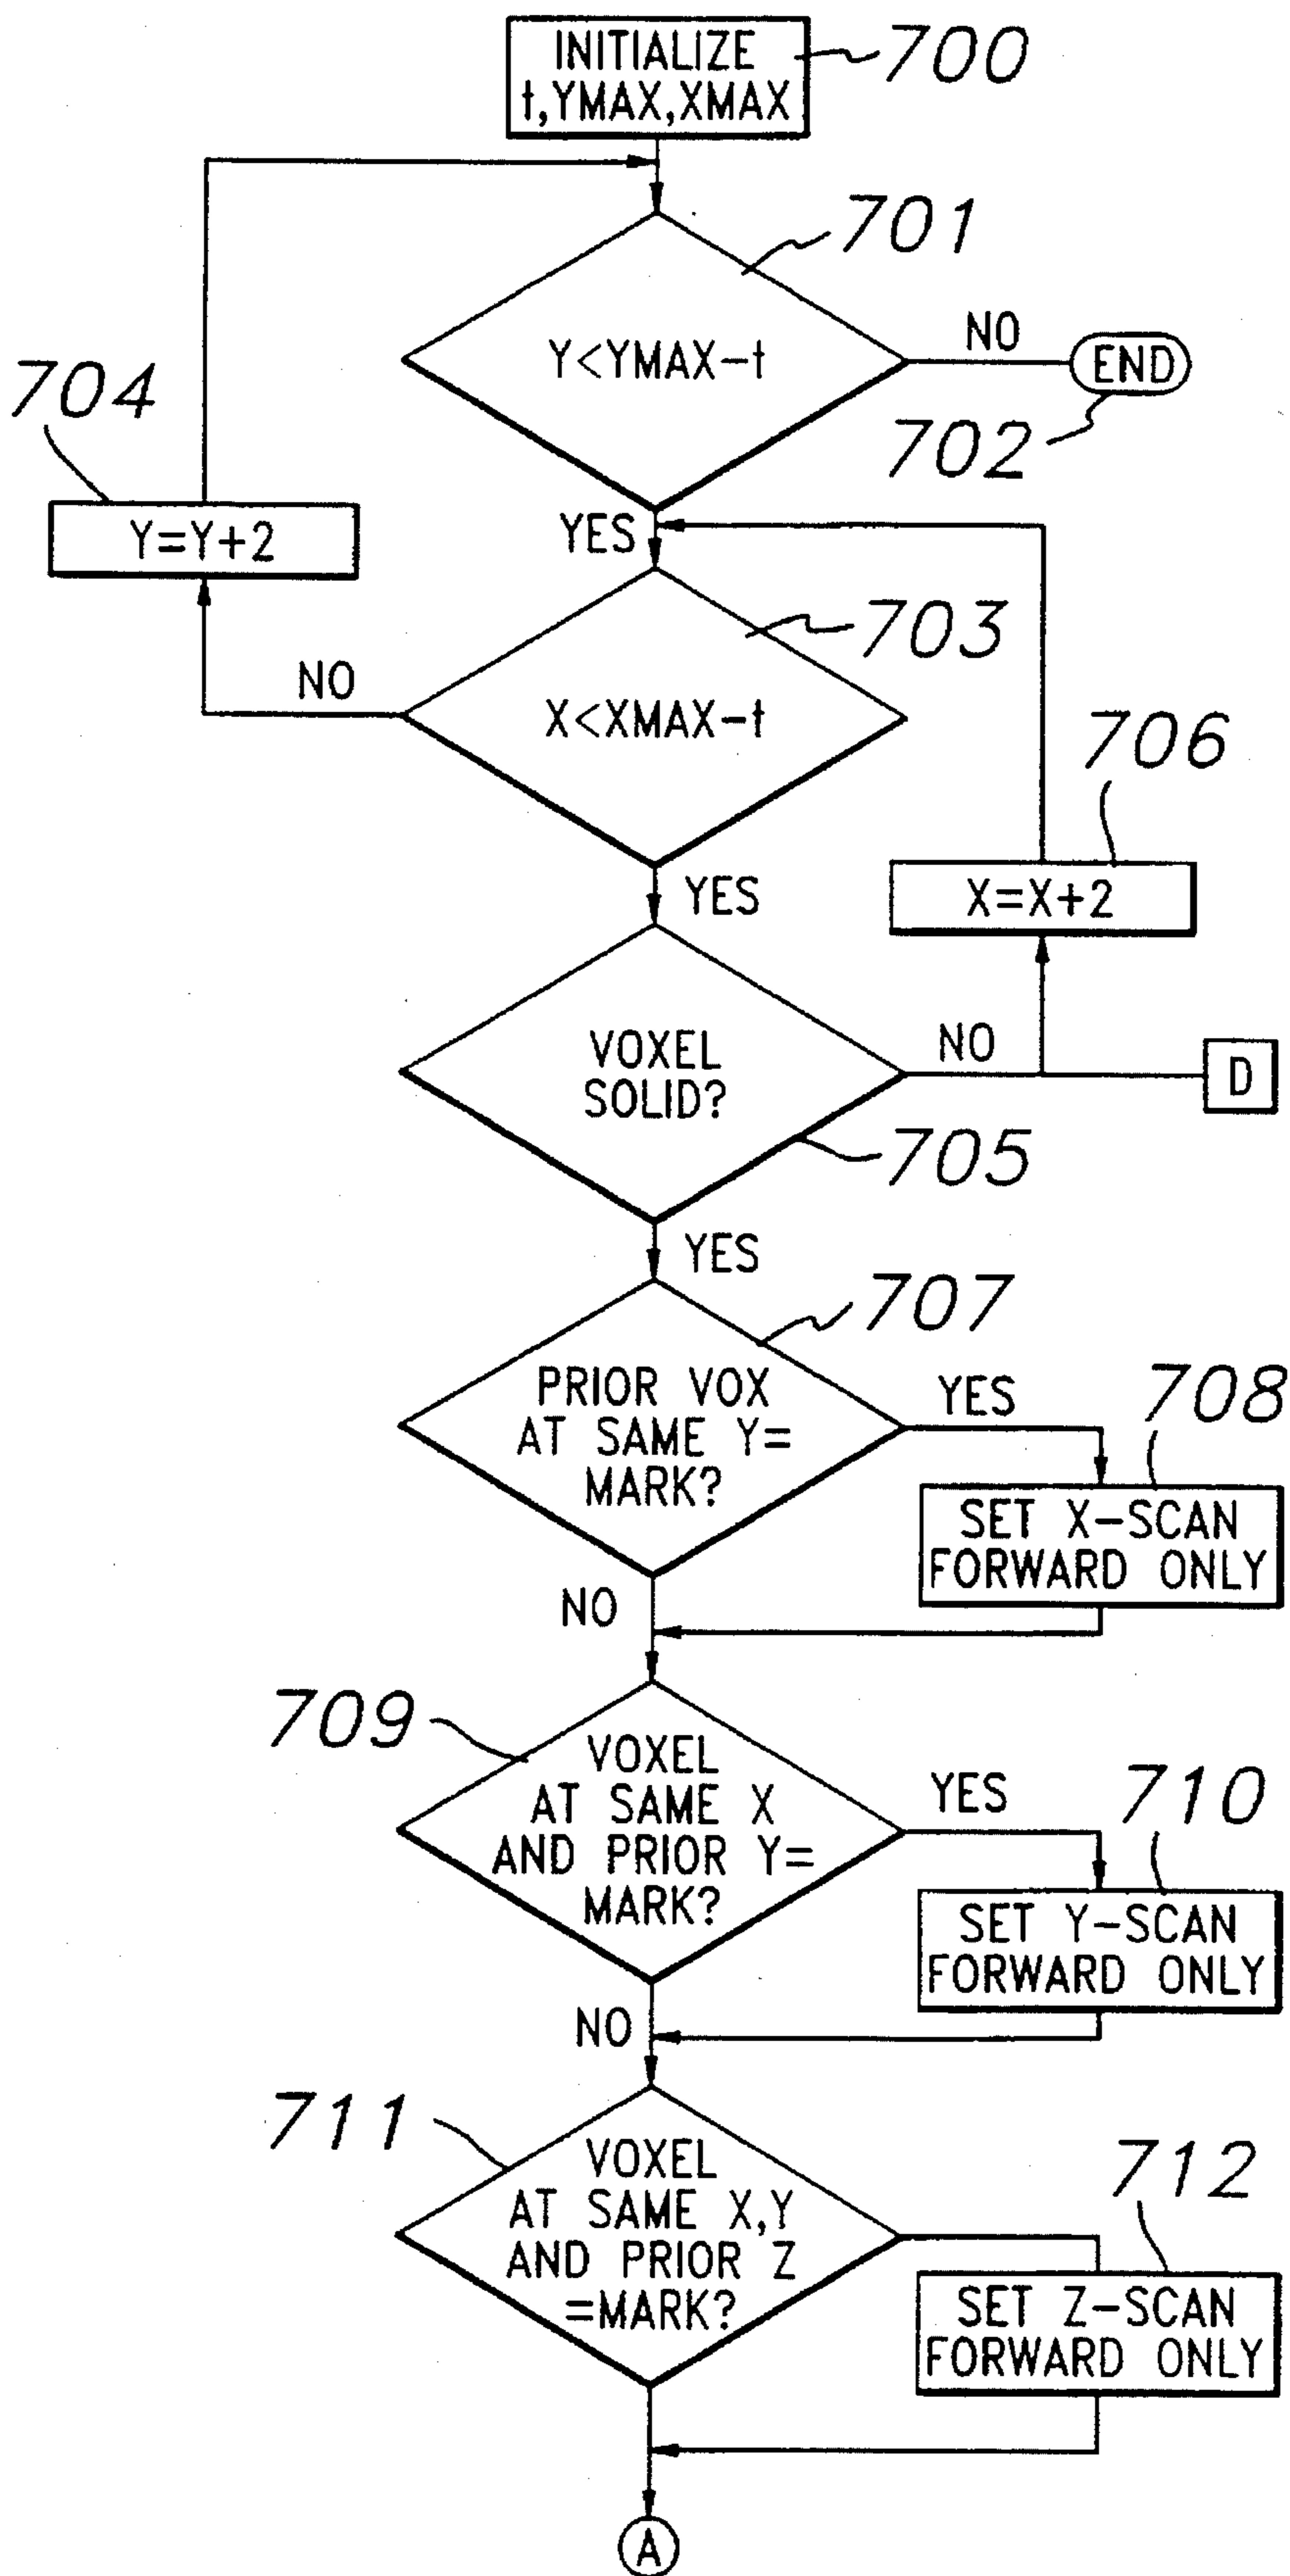 INITIALIZE
t,YMAX,XMAX
700
701
Y<YMAX-t
NO
END
702
704
Y=Y+2
YES
703
NO
X<XMAX-t
706
X=X+2
YES
VOXEL
SOLID?
NO
D
705
YES
707
PRIOR VOX
AT SAME Y=
MARK?
YES
708
SET X-SCAN
FORWARD ONLY
NO
709
VOXEL
AT SAME X
AND PRIOR Y=
MARK?
YES
710
SET Y-SCAN
FORWARD ONLY
NO
711
VOXEL
AT SAME X,Y
AND PRIOR Z
=MARK?
712
SET Z-SCAN
FORWARD ONLY
A